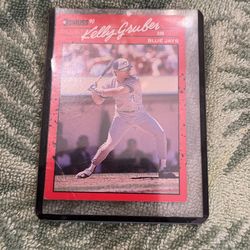 DONRUSS '90
Kelly Gruber
3B
BLUE JAYS